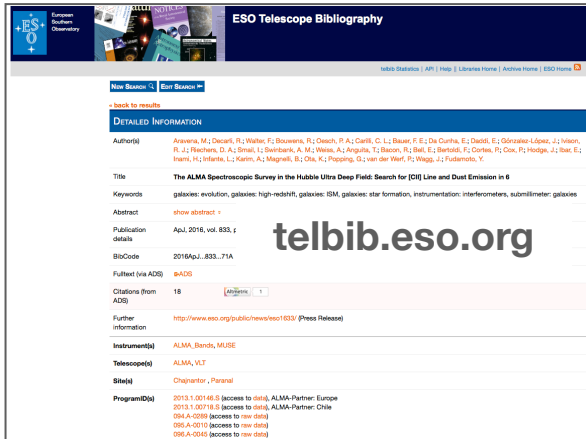 European
Southern
Observatory
ESO Telescope Bibliography
telbib Statistics | API | Help || Libraries Home | Archive Home | ESO Home
NEW SEARCH EDIT SEARCH
« back to results
DETAILED INFORMATION
Author(s) Aravena, M.; Decarli, R.; Walter, F.; Bouwens, R.; Oesch, P. A.; Carilli, C. L.; Bauer, F. E.; Da Cunha, E.; Daddi, E.; Gónzalez-López, J.; Ivison,
R. J.; Riechers, D. A.; Smail, I.; Swinbank, A. M.; Weiss, A.; Anguita, T.; Bacon, R.; Bell, E.; Bertoldi, F.; Cortes, P.; Cox, P.; Hodge, J.; Ibar, E.;
Inami, H.; Infante, L.; Karim, A.; Magnelli, B.; Ota, K.; Popping, G.; van der Werf, P.; Wagg, J.; Fudamoto, Y.
Title The ALMA Spectroscopic Survey in the Hubble Ultra Deep Field: Search for [CII] Line and Dust Emission in 6
Keywords galaxies: evolution, galaxies: high-redshift, galaxies: ISM, galaxies: star formation, instrumentation: interferometers, submillimeter: galaxies
Abstract show abstract
Publication
details ApJ, 2016, vol. 833, p
telbib.eso.org
BibCode 2016ApJ...833...71A
Fulltext (via ADS) ADS
Citations (from
ADS) 18 Altmetric 1
Further
information http://www.eso.org/public/news/eso1633/ (Press Release)
Instrument(s) ALMA_Bands, MUSE
Telescope(s) ALMA, VLT
Site(s) Chajnantor , Paranal
ProgramID(s) 2013.1.00146.S (access to data), ALMA-Partner: Europe
2013.1.00718.S (access to data), ALMA-Partner: Chile
094.A-0289 (access to raw data)
095.A-0010 (access to raw data)
096.A-0045 (access to raw data)